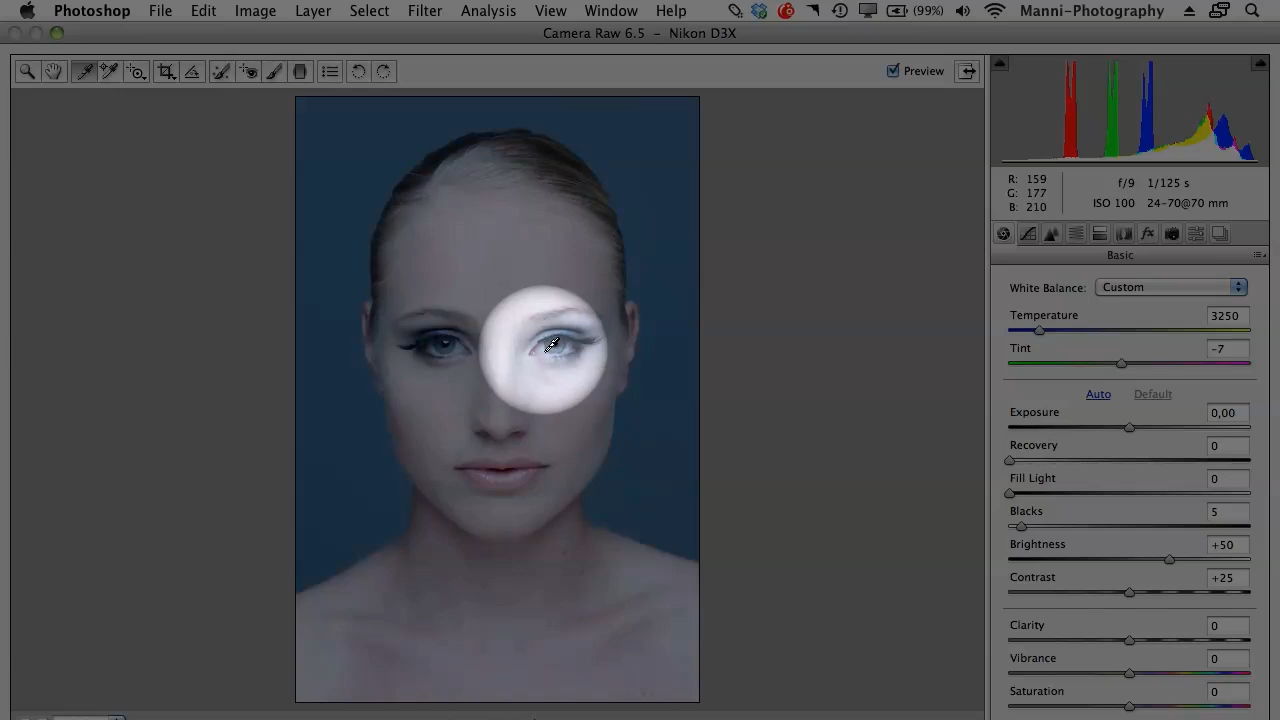 Photoshop File Edit Image Layer Select Filter Analysis View Window Help (99%) Manni-Photography
Camera Raw 6.5 – Nikon D3X
Preview
R: 159
G: 177
B: 210
f/9 1/125 s
ISO 100 24-70@70 mm
Basic
White Balance: Custom
Temperature 3250
Tint -7
Auto Default
Exposure 0,00
Recovery 0
Fill Light 0
Blacks 5
Brightness +50
Contrast +25
Clarity 0
Vibrance 0
Saturation 0